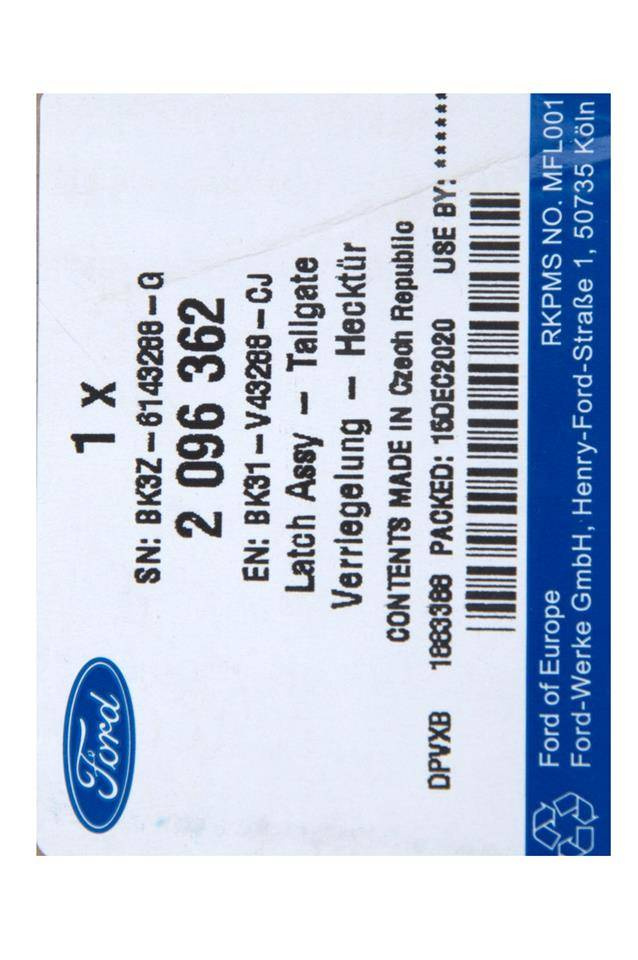 Ford
1 x
SN: BK3Z-6143288-G
2 096 362
EN: BK31-V43288-CJ
Latch Assy - Tailgate
Verriegelung - Hecktür
CONTENTS MADE IN Czech Republic
DPVXB 1883388 PACKED: 15DEC2020 USE BY: ******
Ford of Europe RKPMS NO. MFL001
Ford-Werke GmbH, Henry-Ford-Straße 1, 50735 Köln